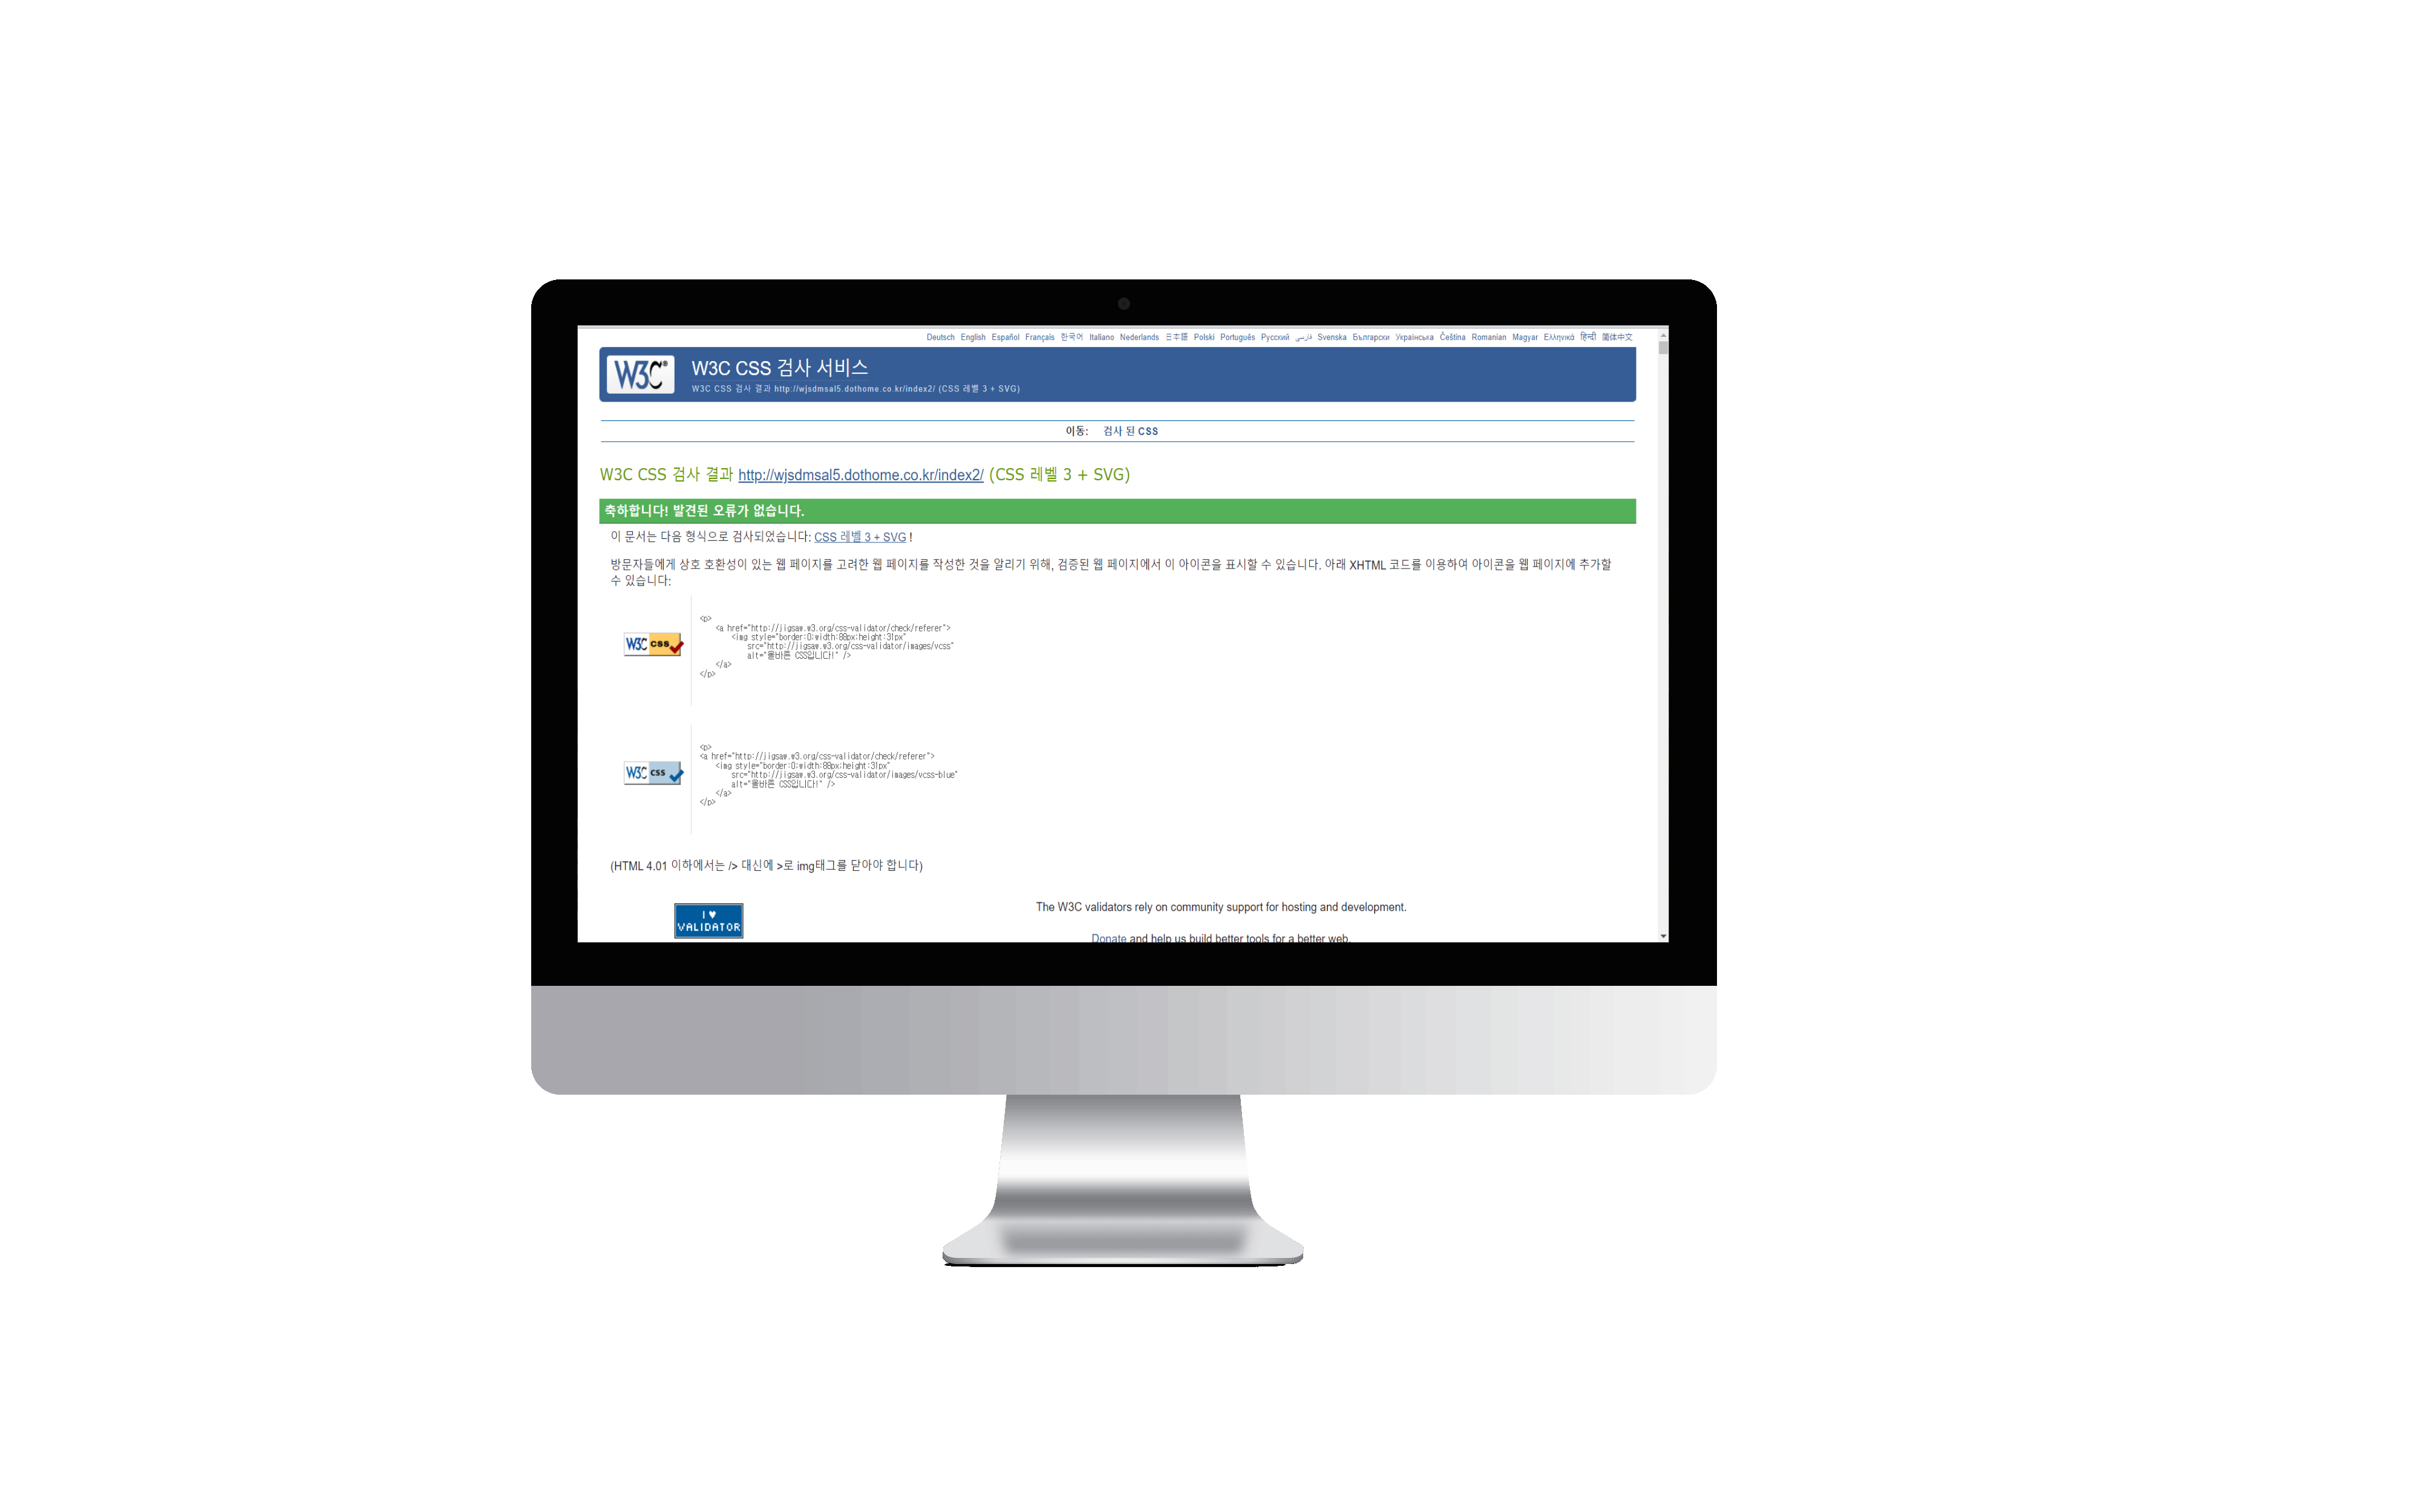 Deutsch English Español Français 한국어 Italiano Nederlands 日本語 Polski Português Русский فارسی Svenska Български Українська Čeština Romanian Magyar Ελληνικά हिन्दी 简体中文
W3C®
W3C CSS 검사 서비스
W3C CSS 검사 결과 http://wjsdmsal5.dothome.co.kr/index2/ (CSS 레벨 3 + SVG)
이동: 검사 된 CSS
W3C CSS 검사 결과 http://wjsdmsal5.dothome.co.kr/index2/ (CSS 레벨 3 + SVG)
축하합니다! 발견된 오류가 없습니다.
이 문서는 다음 형식으로 검사되었습니다: CSS 레벨 3 + SVG !
방문자들에게 상호 호환성이 있는 웹 페이지를 고려한 웹 페이지를 작성한 것을 알리기 위해, 검증된 웹 페이지에서 이 아이콘을 표시할 수 있습니다. 아래 XHTML 코드를 이용하여 아이콘을 웹 페이지에 추가할
수 있습니다:
W3C css
<p>
<a href="http://jigsaw.w3.org/css-validator/check/referer">
<img style="border:0;width:88px;height:31px"
src="http://jigsaw.w3.org/css-validator/images/vcss"
alt="올바른 CSS입니다!" />
</a>
</p>
W3C css
<p>
<a href="http://jigsaw.w3.org/css-validator/check/referer">
<img style="border:0;width:88px;height:31px"
src="http://jigsaw.w3.org/css-validator/images/vcss-blue"
alt="올바른 CSS입니다!" />
</a>
</p>
(HTML 4.01 이하에서는 /> 대신에 >로 img태그를 닫아야 합니다)
I ♥
VALIDATOR
The W3C validators rely on community support for hosting and development.
Donate and help us build better tools for a better web.